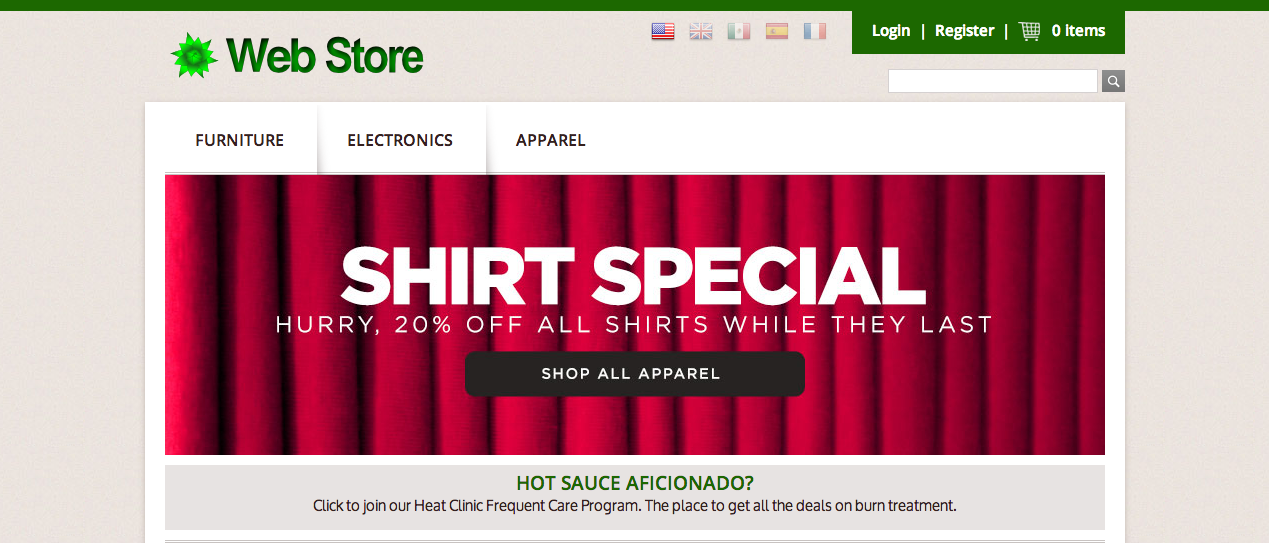 Web Store
Login | Register | 0 items
FURNITURE
ELECTRONICS
APPAREL
SHIRT SPECIAL
HURRY, 20% OFF ALL SHIRTS WHILE THEY LAST
SHOP ALL APPAREL
HOT SAUCE AFICIONADO?
Click to join our Heat Clinic Frequent Care Program. The place to get all the deals on burn treatment.